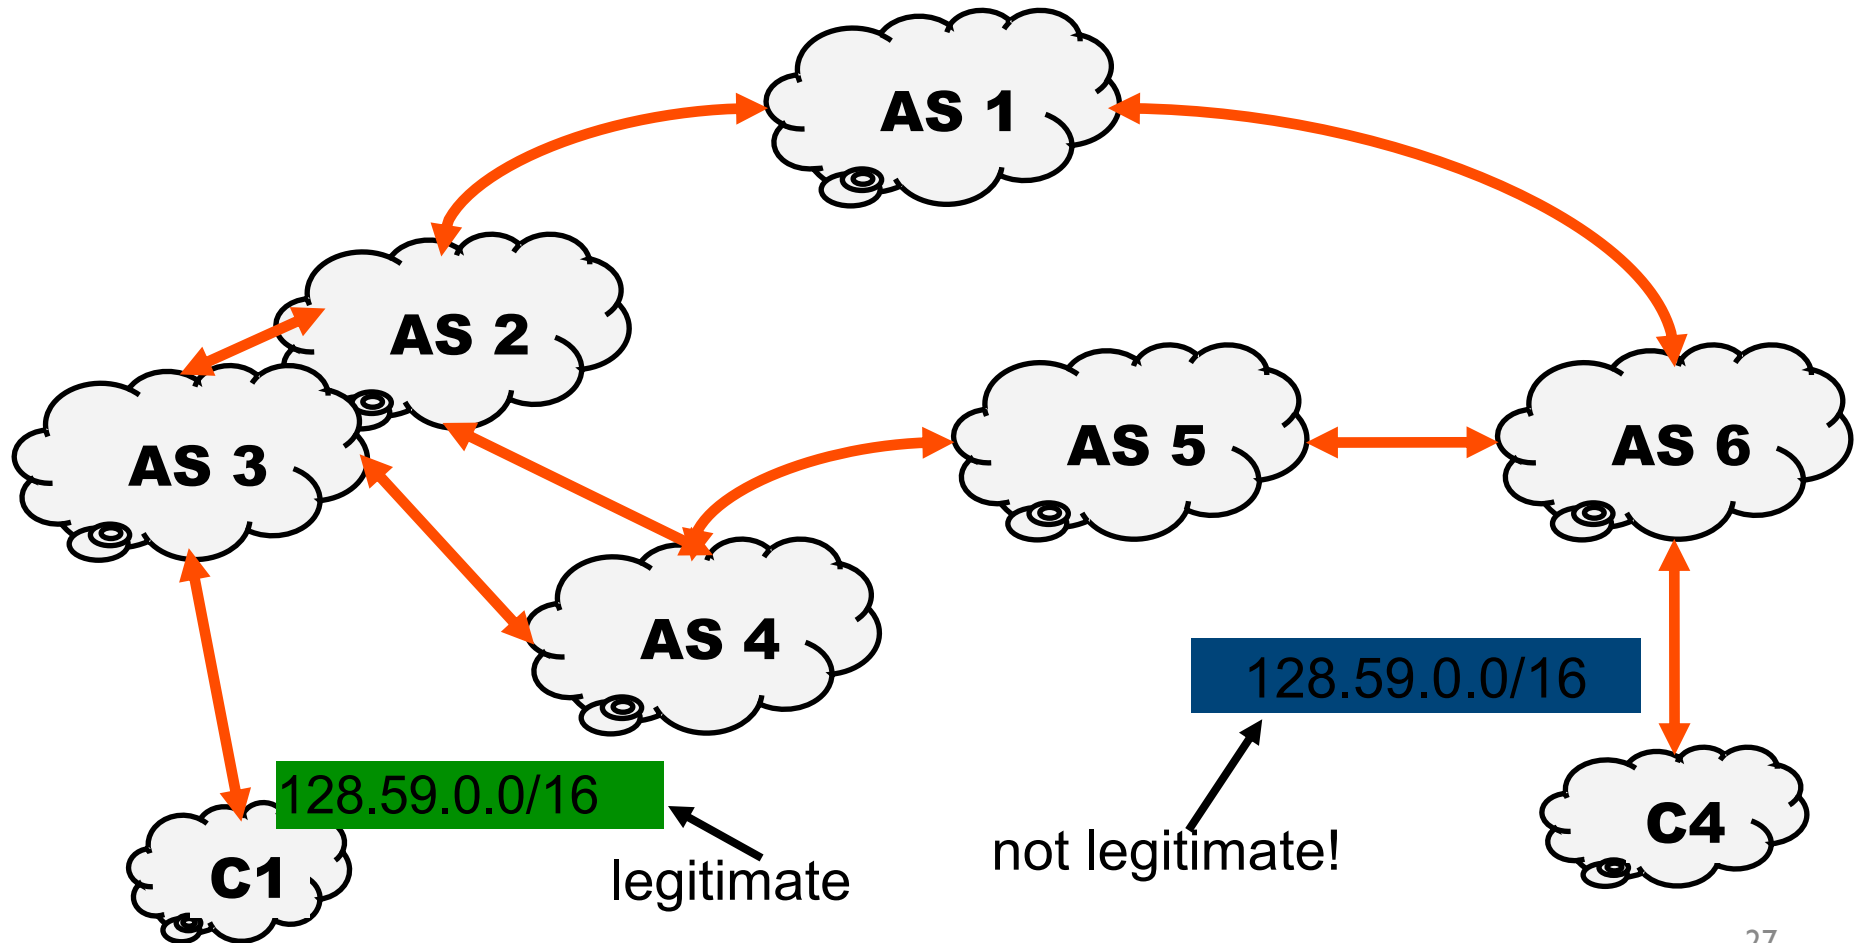 AS 1
AS 2
AS 3
AS 5
AS 6
AS 4
128.59.0.0/16
128.59.0.0/16
legitimate
not legitimate!
C1
C4
27